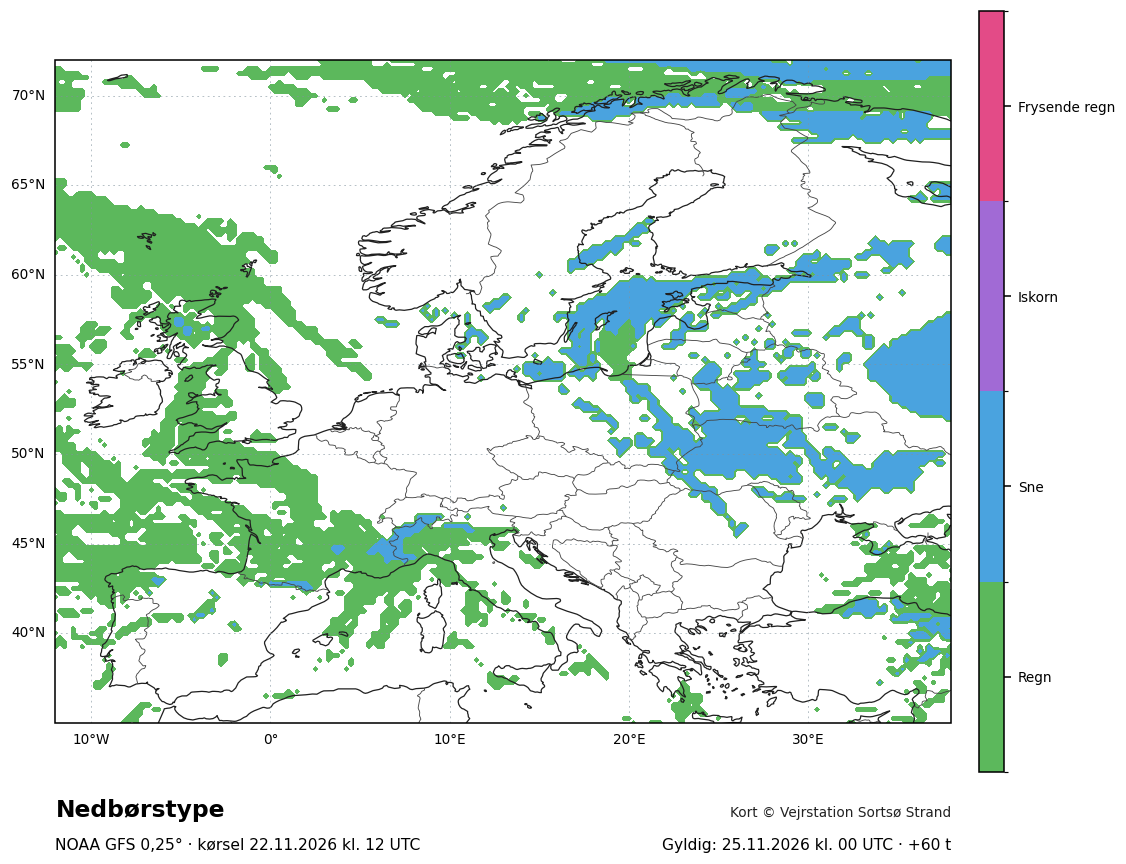 70°N
65°N
60°N
55°N
50°N
45°N
40°N
10°W
0°
10°E
20°E
30°E
Frysende regn
Iskorn
Sne
Regn
Nedbørstype
Kort © Vejrstation Sortsø Strand
NOAA GFS 0,25° · kørsel 22.11.2026 kl. 12 UTC
Gyldig: 25.11.2026 kl. 00 UTC · +60 t